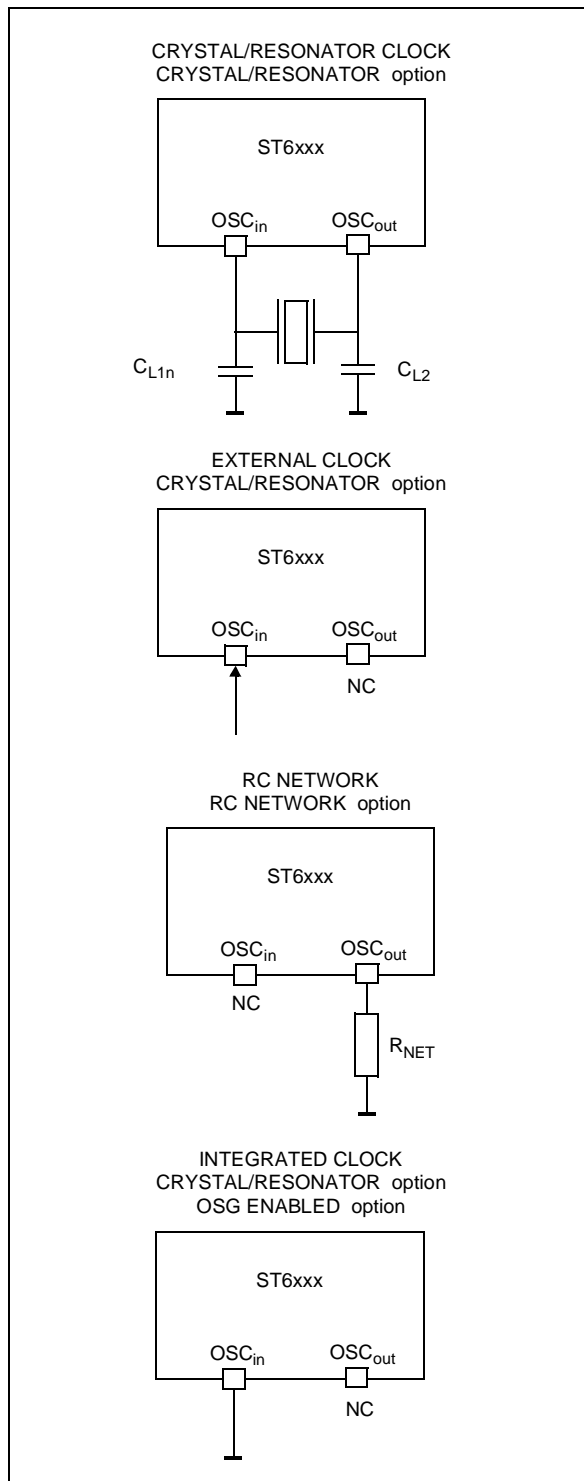 CRYSTAL/RESONATOR CLOCK
CRYSTAL/RESONATOR option
ST6xxx
OSCin OSCout
CL1n CL2
EXTERNAL CLOCK
CRYSTAL/RESONATOR option
ST6xxx
OSCin OSCout
NC
RC NETWORK
RC NETWORK option
ST6xxx
OSCin OSCout
NC
RNET
INTEGRATED CLOCK
CRYSTAL/RESONATOR option
OSG ENABLED option
ST6xxx
OSCin OSCout
NC